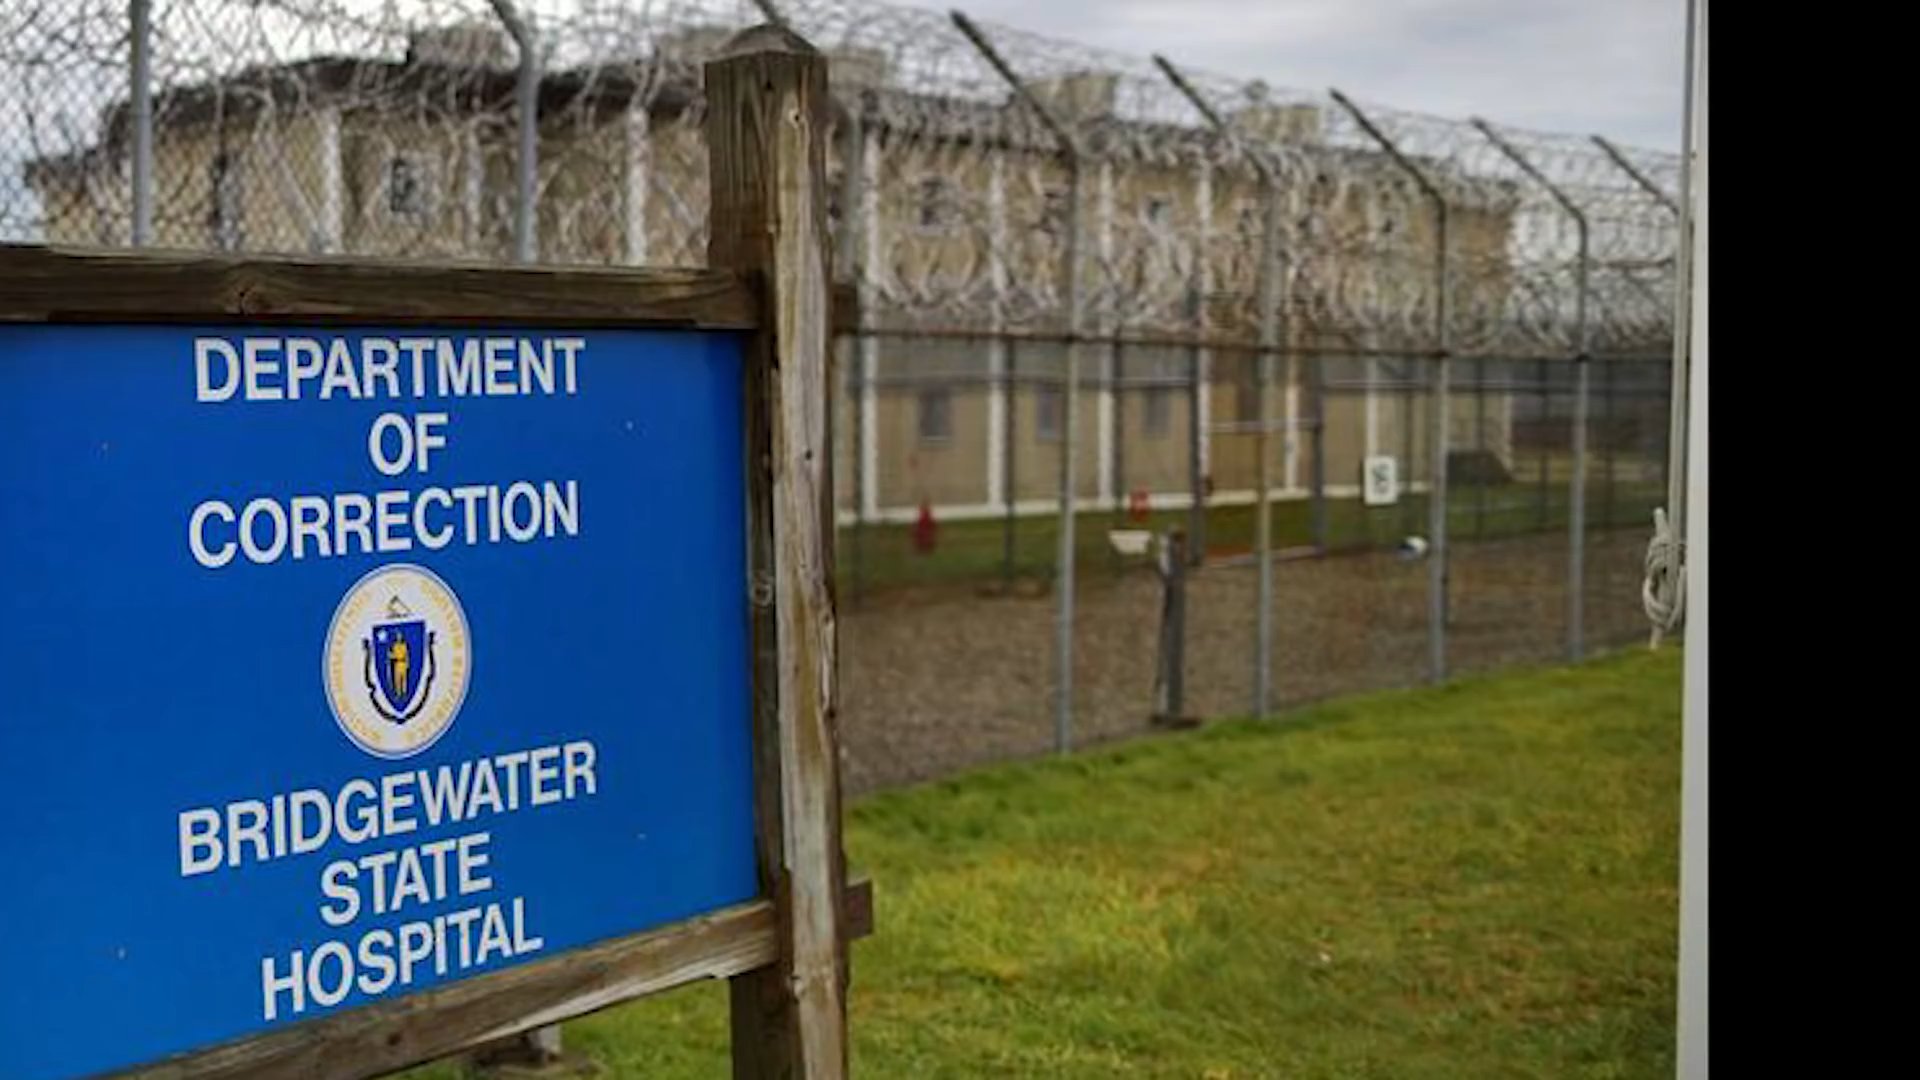 DEPARTMENT
OF
CORRECTION
BRIDGEWATER
STATE
HOSPITAL